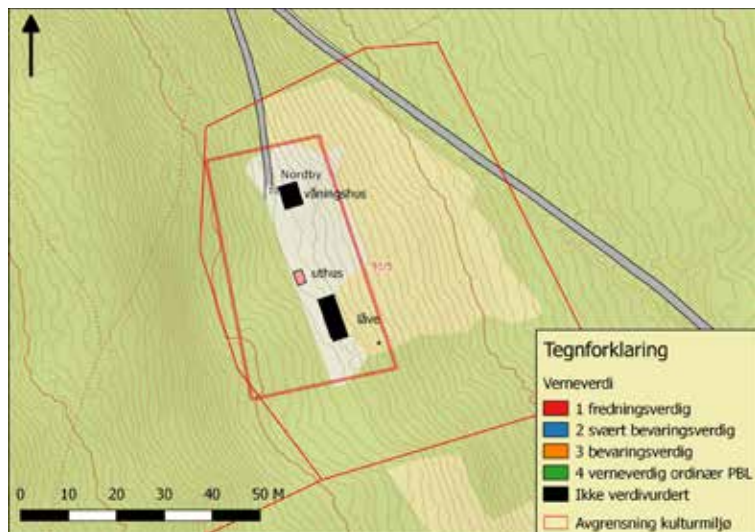 Nordby
våningshus
uthus
låve
Tegnforklaring
Verneverdi
1 fredningsverdig
2 svært bevaringsverdig
3 bevaringsverdig
4 verneverdig ordinær PBL
Ikke verdivurdert
Avgrensning kulturmiljø
0 10 20 30 40 50 M